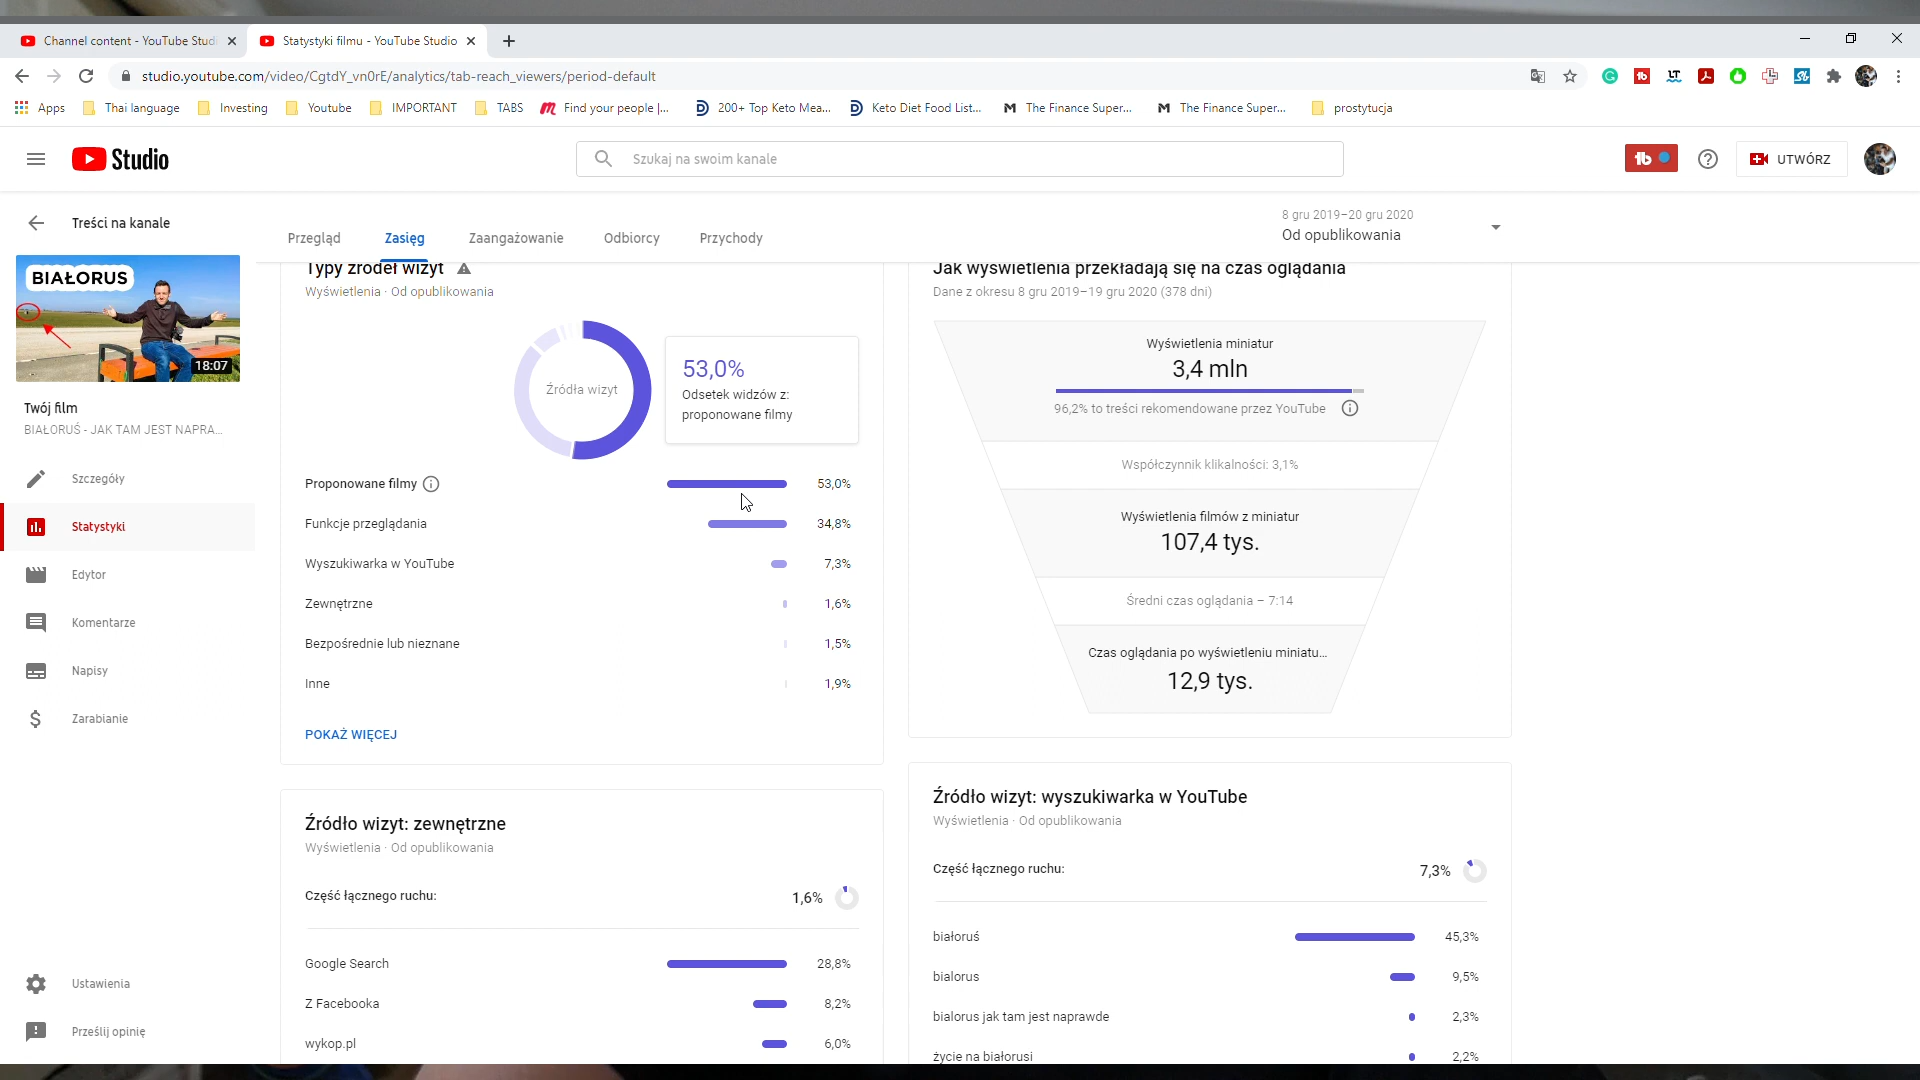 Channel content - YouTube Studi
Statystyki filmu - YouTube Studio
studio.youtube.com/video/CgtdY_vn0rE/analytics/tab-reach_viewers/period-default
Apps
Thai language
Investing
Youtube
IMPORTANT
TABS
Find your people |...
200+ Top Keto Mea...
Keto Diet Food List...
The Finance Super...
The Finance Super...
prostytucja
Studio
Szukaj na swoim kanale
UTWÓRZ
Treści na kanale
Przegląd
Zasięg
Zaangażowanie
Odbiorcy
Przychody
8 gru 2019–20 gru 2020
Od opublikowania
BIAŁORUS
18:07
Twój film
BIAŁORUŚ - JAK TAM JEST NAPRA...
Szczegóły
Statystyki
Edytor
Komentarze
Napisy
Zarabianie
Ustawienia
Prześlij opinię
Typy źródeł wizyt
Wyświetlenia · Od opublikowania
Źródła wizyt
53,0%
Odsetek widzów z:
proponowane filmy
Proponowane filmy 53,0%
Funkcje przeglądania 34,8%
Wyszukiwarka w YouTube 7,3%
Zewnętrzne 1,6%
Bezpośrednie lub nieznane 1,5%
Inne 1,9%
POKAŻ WIĘCEJ
Jak wyświetlenia przekładają się na czas oglądania
Dane z okresu 8 gru 2019–19 gru 2020 (378 dni)
Wyświetlenia miniatur
3,4 mln
96,2% to treści rekomendowane przez YouTube
Współczynnik klikalności: 3,1%
Wyświetlenia filmów z miniatur
107,4 tys.
Średni czas oglądania – 7:14
Czas oglądania po wyświetleniu miniatu...
12,9 tys.
Źródło wizyt: zewnętrzne
Wyświetlenia · Od opublikowania
Część łącznego ruchu: 1,6%
Google Search 28,8%
Z Facebooka 8,2%
wykop.pl 6,0%
Źródło wizyt: wyszukiwarka w YouTube
Wyświetlenia · Od opublikowania
Część łącznego ruchu: 7,3%
białoruś 45,3%
bialorus 9,5%
bialorus jak tam jest naprawde 2,3%
życie na białorusi 2,2%